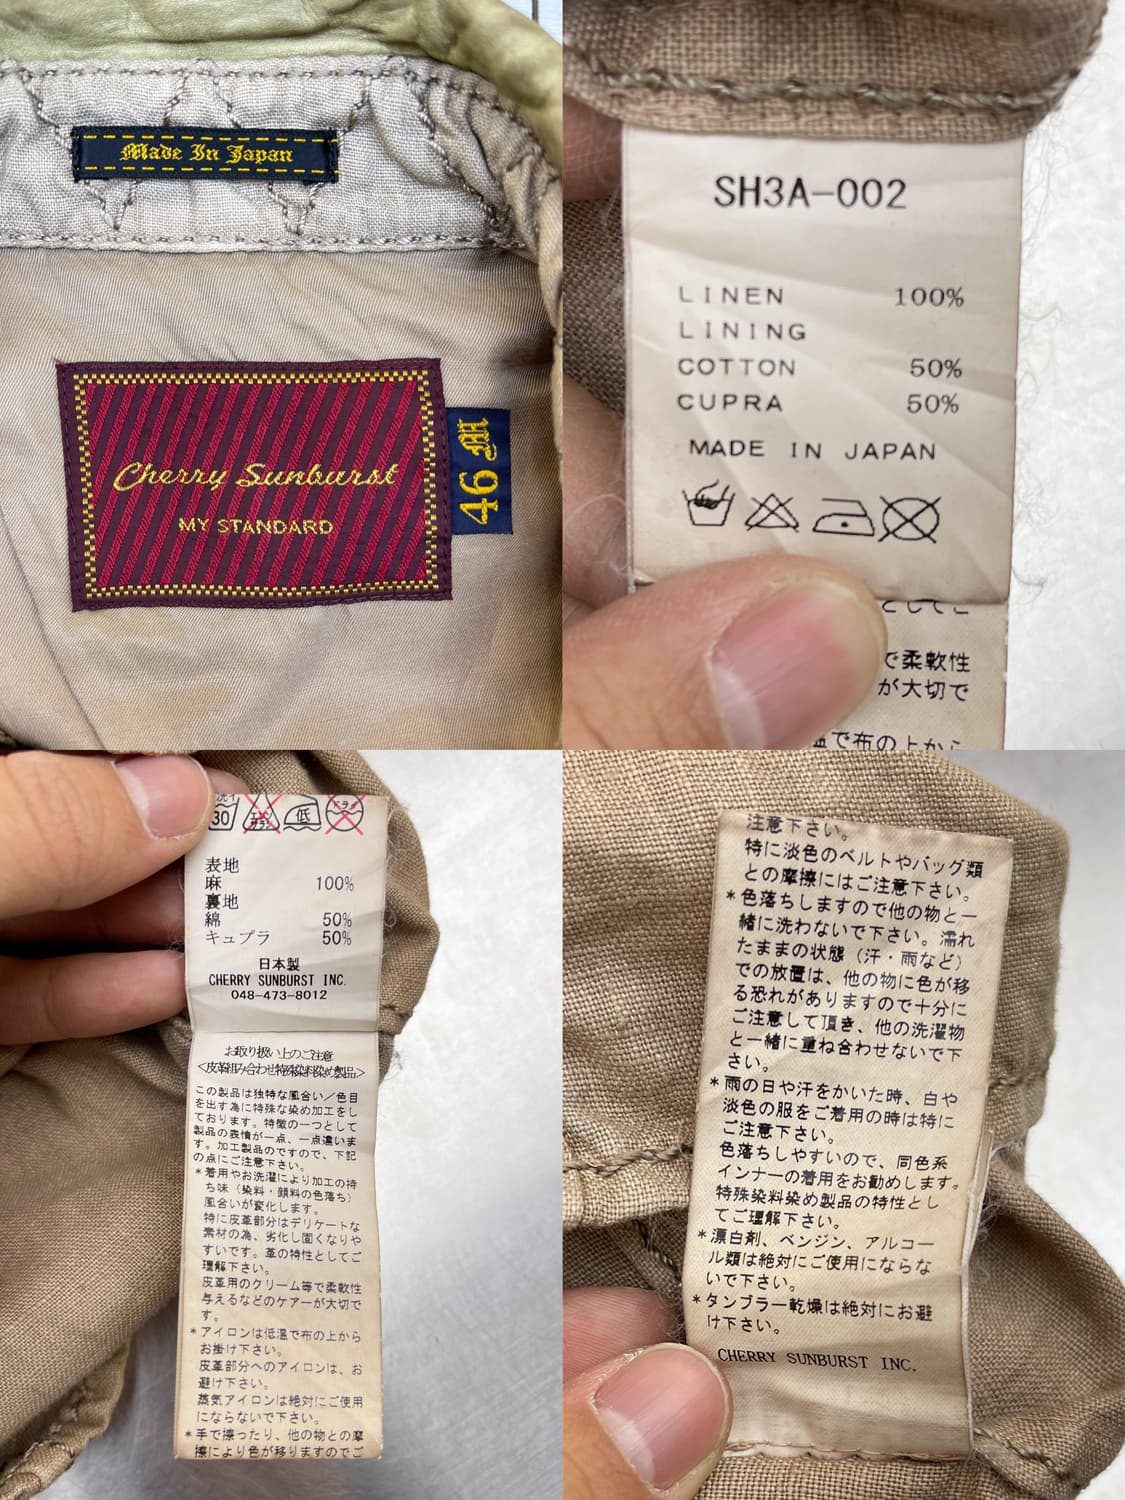 Made In Japan
Cherry Sunburst
MY STANDARD
46 M
SH3A-002
LINEN 100%
LINING
COTTON 50%
CUPRA 50%
MADE IN JAPAN
としてご
で柔軟性
が大切で
温で布の上から
30 低
表地
麻 100%
裏地
綿 50%
キュプラ 50%
日本製
CHERRY SUNBURST INC.
048-473-8012
お取り扱い上のご注意
<皮革組み合わせ特殊染料染め製品>
この製品は独特な風合い/色目
を出す為に特殊な染め加工をし
ております。特徴の一つとして
製品の表情が一点、一点違いま
す。加工製品のですので、下記
の点にご注意下さい。
*着用やお洗濯により加工の持
ち味(染料・顔料の色落ち)
風合いが変化します。
特に皮革部分はデリケートな
素材の為、劣化し固くなりや
すいです。革の特性としてご
理解下さい。
皮革用のクリーム等で柔軟性
与えるなどのケアーが大切で
す。
*アイロンは低温で布の上から
お掛け下さい。
皮革部分へのアイロンは、お
避け下さい。
蒸気アイロンは絶対にご使用
にならないで下さい。
*手で擦ったり、他の物との摩
擦により色が移りますのでご
注意下さい。
特に淡色のベルトやバッグ類
との摩擦にはご注意下さい。
*色落ちしますので他の物と一
緒に洗わないで下さい。濡れ
たままの状態(汗・雨など)
での放置は、他の物に色が移
る恐れがありますので十分に
ご注意して頂き、他の洗濯物
と一緒に重ね合わせないで下
さい。
*雨の日や汗をかいた時、白や
淡色の服をご着用の時は特に
ご注意下さい。
色落ちしやすいので、同色系
インナーの着用をお勧めします。
特殊染料染め製品の特性とし
てご理解下さい。
*漂白剤、ベンジン、アルコー
ル類は絶対にご使用にならな
いで下さい。
*タンブラー乾燥は絶対にお避
け下さい。
CHERRY SUNBURST INC.